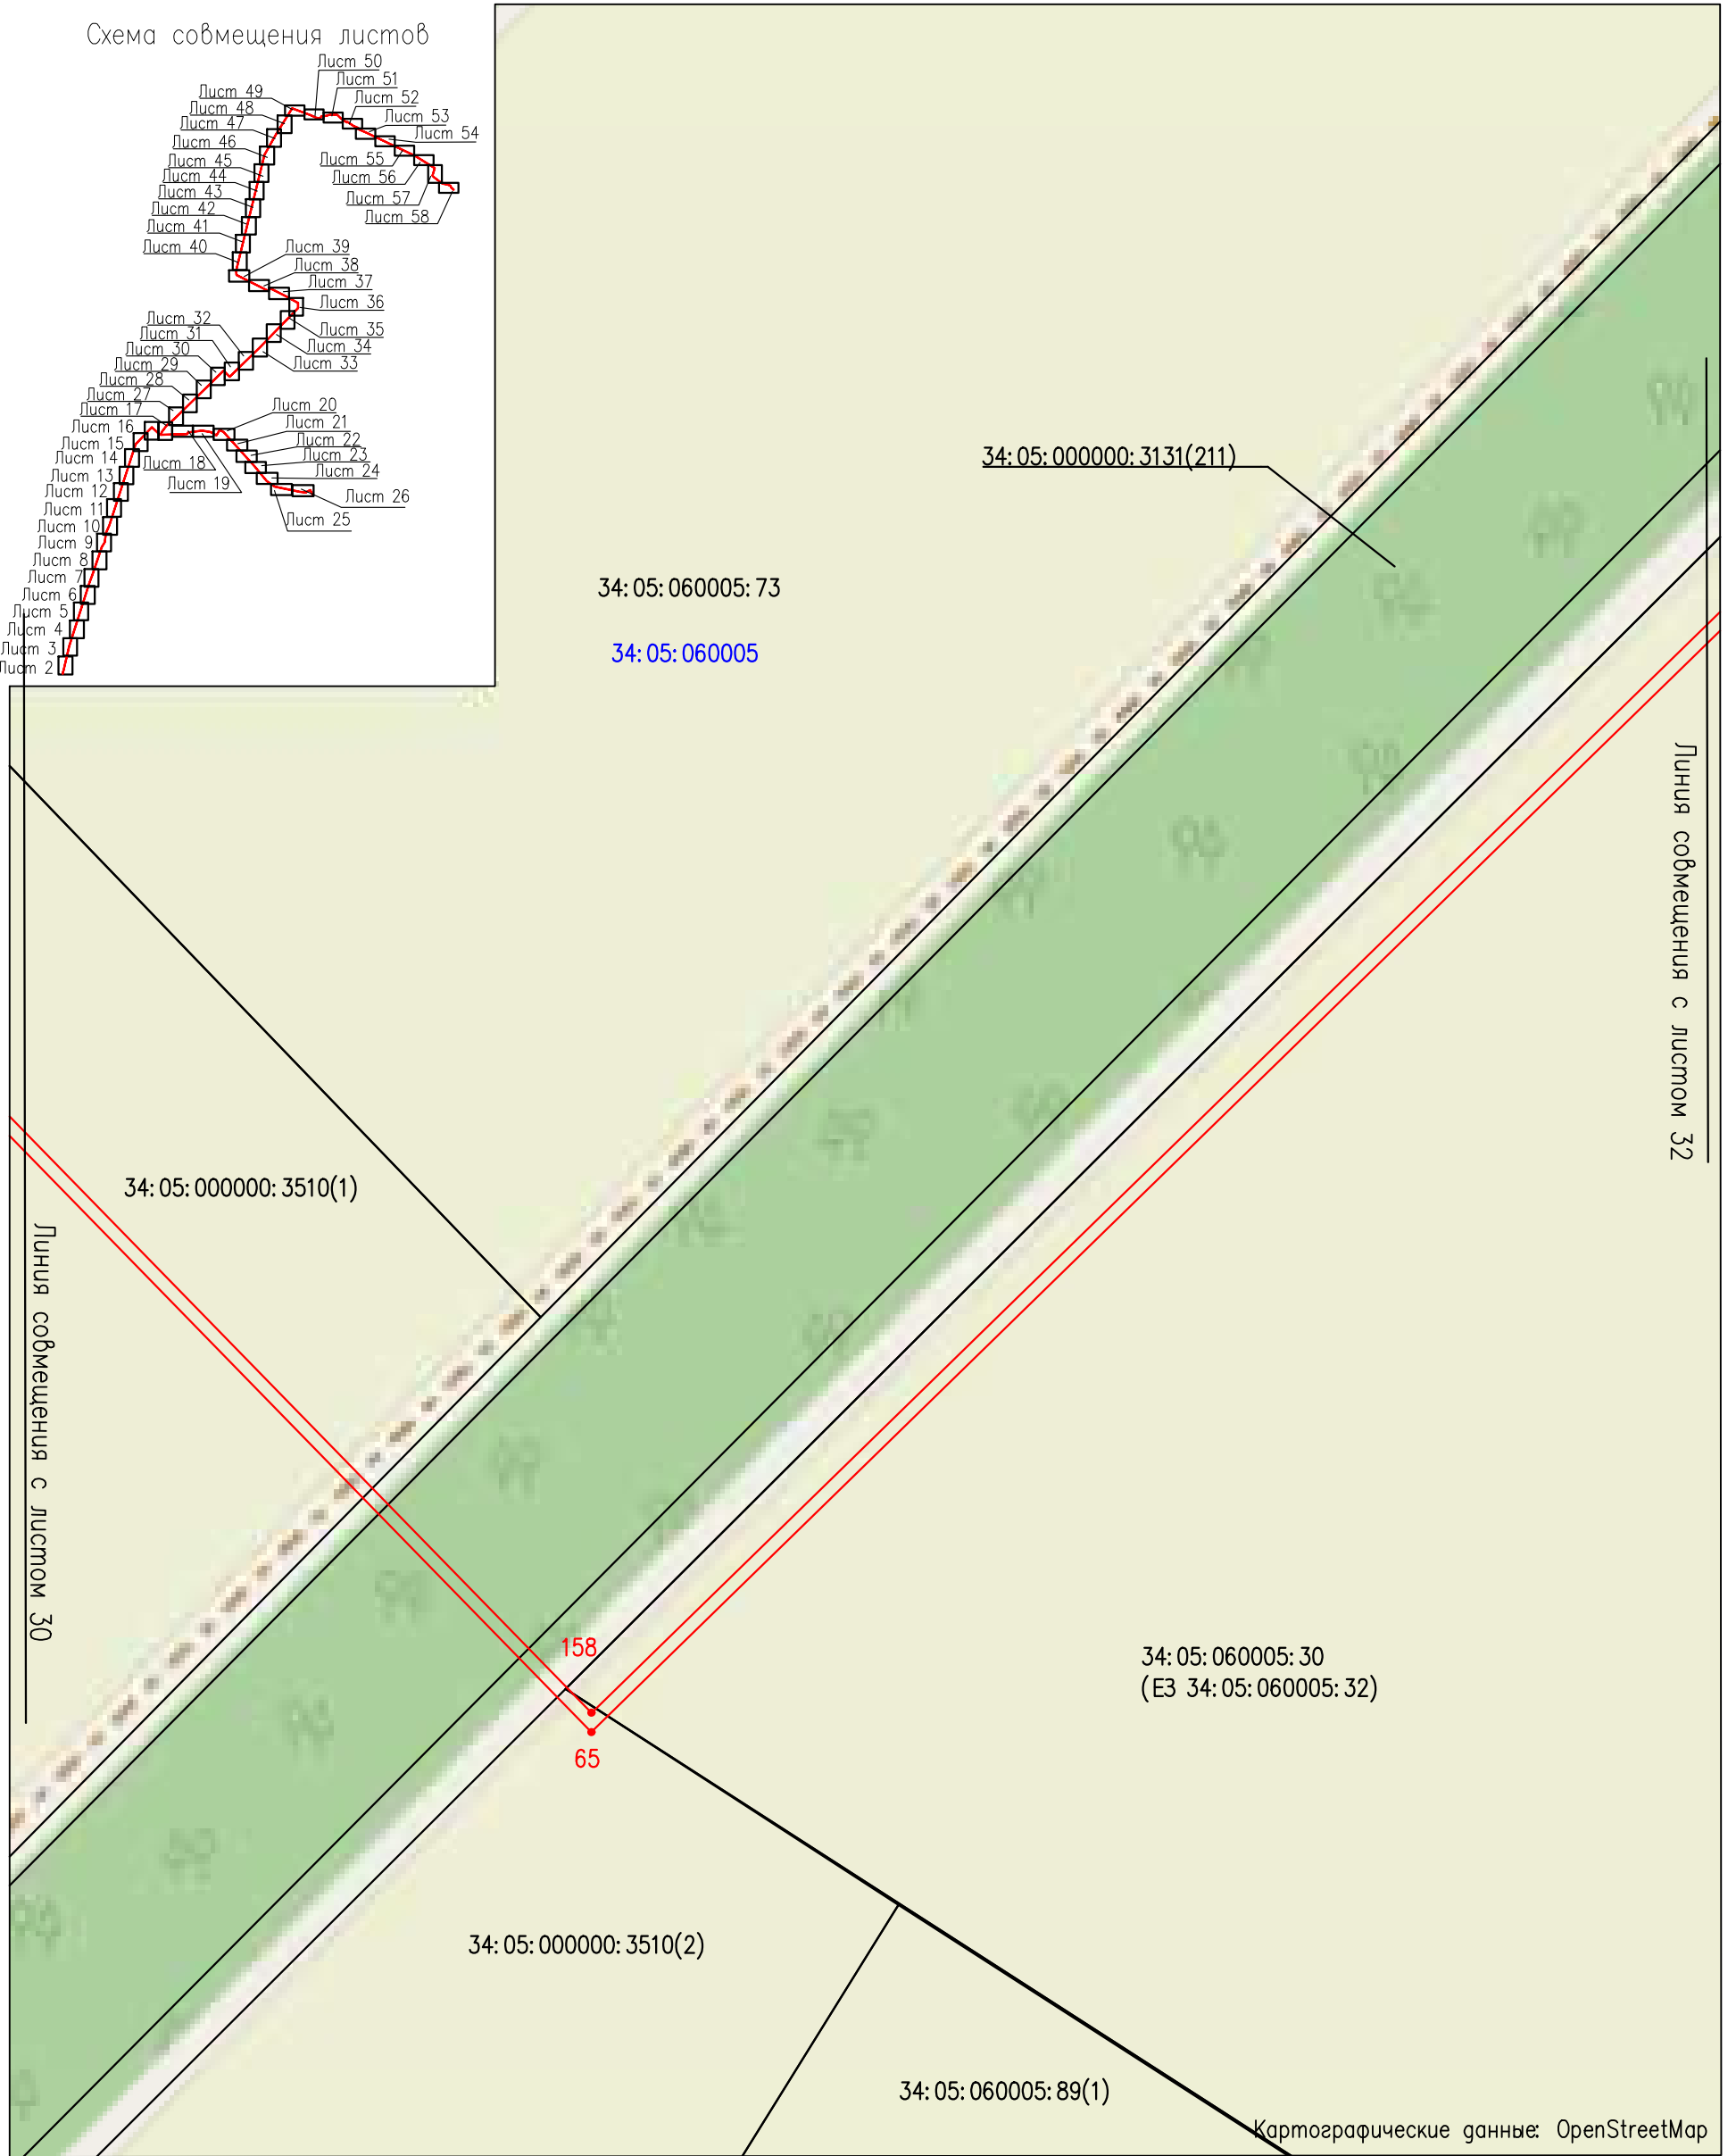 Схема совмещения листов
Лист 50
Лист 51
Лист 49
Лист 52
Лист 48
Лист 53
Лист 47
Лист 54
Лист 46
Лист 55
Лист 45
Лист 56
Лист 44
Лист 57
Лист 43
Лист 58
Лист 42
Лист 41
Лист 40
Лист 39
Лист 38
Лист 37
Лист 36
Лист 32
Лист 35
Лист 31
Лист 34
Лист 30
Лист 33
Лист 29
Лист 28
Лист 27
Лист 20
Лист 17
Лист 21
Лист 16
Лист 22
Лист 15
Лист 23
Лист 14
Лист 18
Лист 24
Лист 13
Лист 19
Лист 12
Лист 26
Лист 11
Лист 25
Лист 10
Лист 9
Лист 8
Лист 7
Лист 6
Лист 5
Лист 4
Лист 3
Лист 2
34:05:000000:3131(211)
34:05:060005:73
34:05:060005
Линия совмещения с листом 32
34:05:000000:3510(1)
Линия совмещения с листом 30
158
65
34:05:060005:30
(ЕЗ 34:05:060005:32)
34:05:000000:3510(2)
34:05:060005:89(1)
Картографические данные: OpenStreetMap